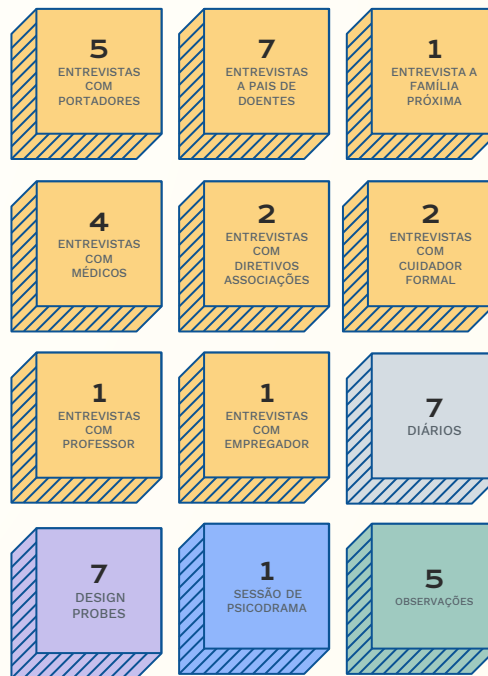 5
ENTREVISTAS
COM
PORTADORES
7
ENTREVISTAS
A PAIS DE
DOENTES
1
ENTREVISTA A
FAMÍLIA
PRÓXIMA
4
ENTREVISTAS
COM
MÉDICOS
2
ENTREVISTAS
COM
DIRETIVOS
ASSOCIAÇÕES
2
ENTREVISTAS
COM
CUIDADOR
FORMAL
1
ENTREVISTAS
COM
PROFESSOR
1
ENTREVISTAS
COM
EMPREGADOR
7
DIÁRIOS
7
DESIGN
PROBES
1
SESSÃO DE
PSICODRAMA
5
OBSERVAÇÕES